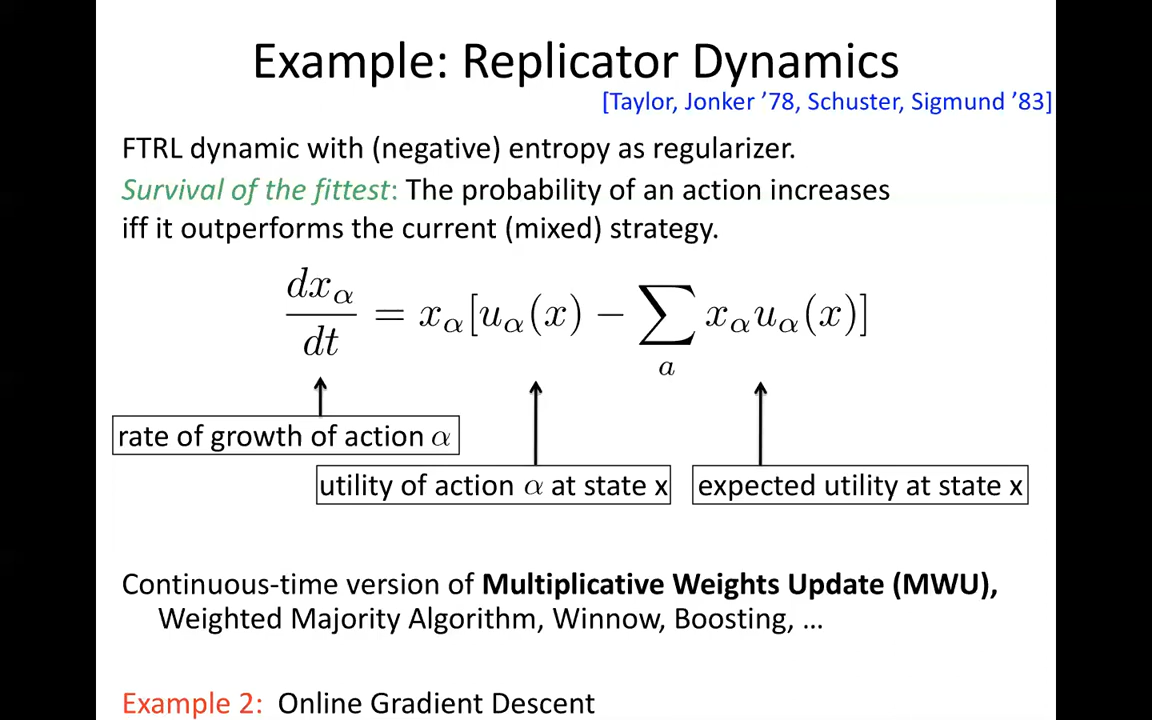 Example: Replicator Dynamics
[Taylor, Jonker ’78, Schuster, Sigmund ’83]
FTRL dynamic with (negative) entropy as regularizer.
Survival of the fittest: The probability of an action increases
iff it outperforms the current (mixed) strategy.
dx_α/dt = x_α[u_α(x) − ∑_a x_α u_α(x)]
rate of growth of action α
utility of action α at state x
expected utility at state x
Continuous-time version of Multiplicative Weights Update (MWU),
Weighted Majority Algorithm, Winnow, Boosting, …
Example 2: Online Gradient Descent